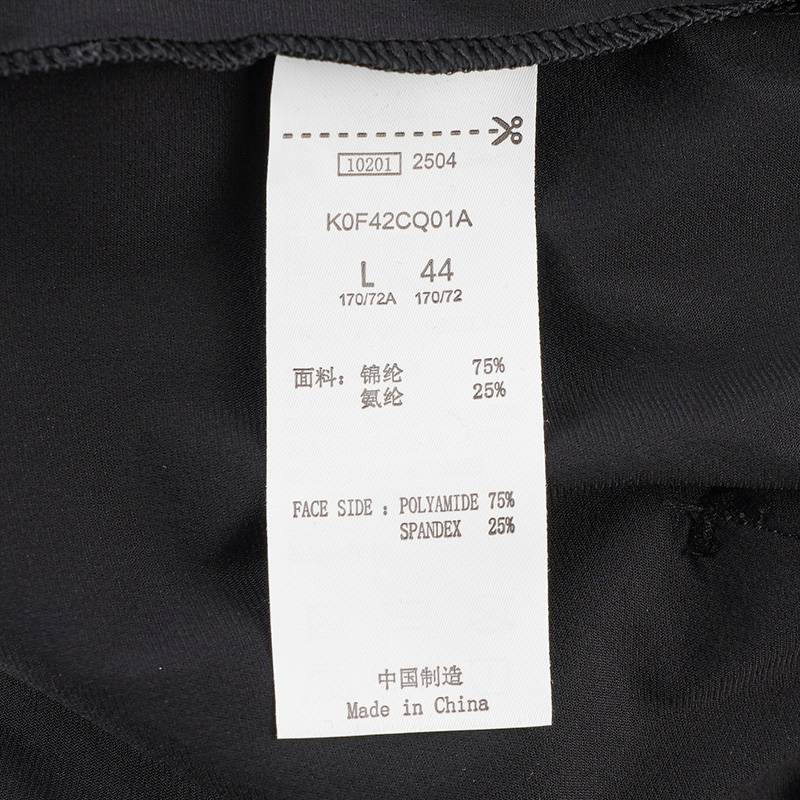 10201 2504
K0F42CQ01A
L 44
170/72A 170/72
面料：锦纶 75%
氨纶 25%
FACE SIDE : POLYAMIDE 75%
SPANDEX 25%
中国制造
Made in China